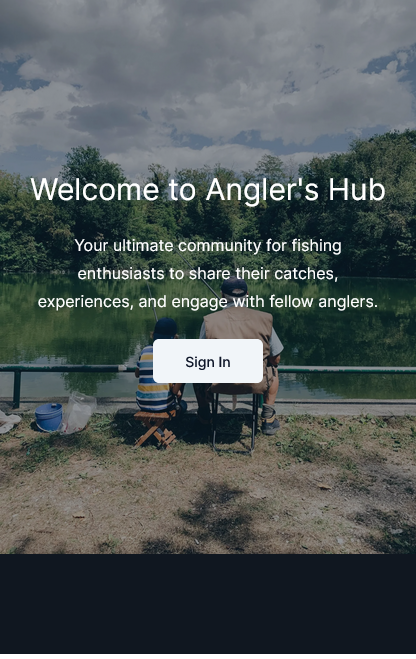 Welcome to Angler's Hub
Your ultimate community for fishing
enthusiasts to share their catches,
experiences, and engage with fellow anglers.
Sign In